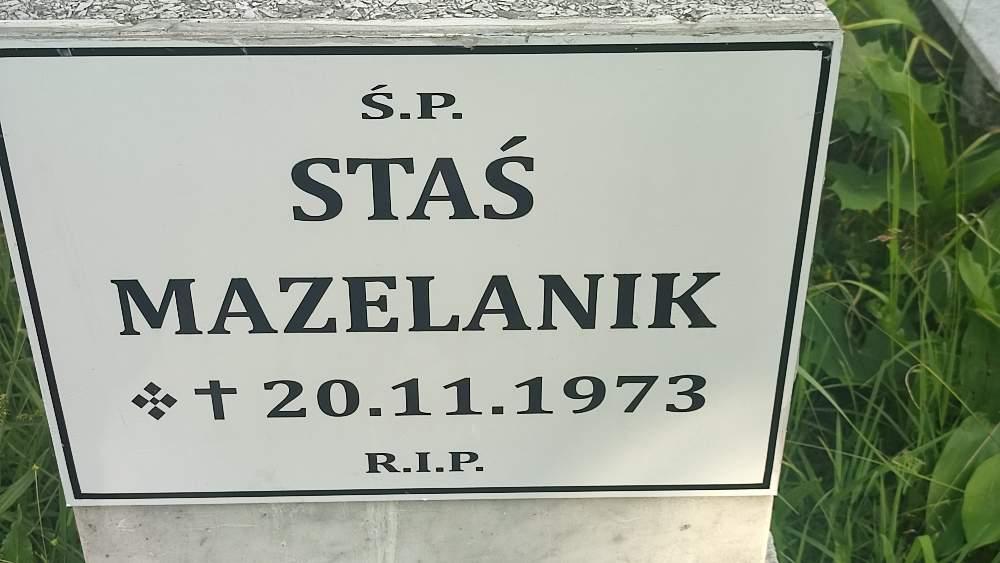 Ś.P.
STAŚ
MAZELANIK
❖ ✝ 20.11.1973
R.I.P.